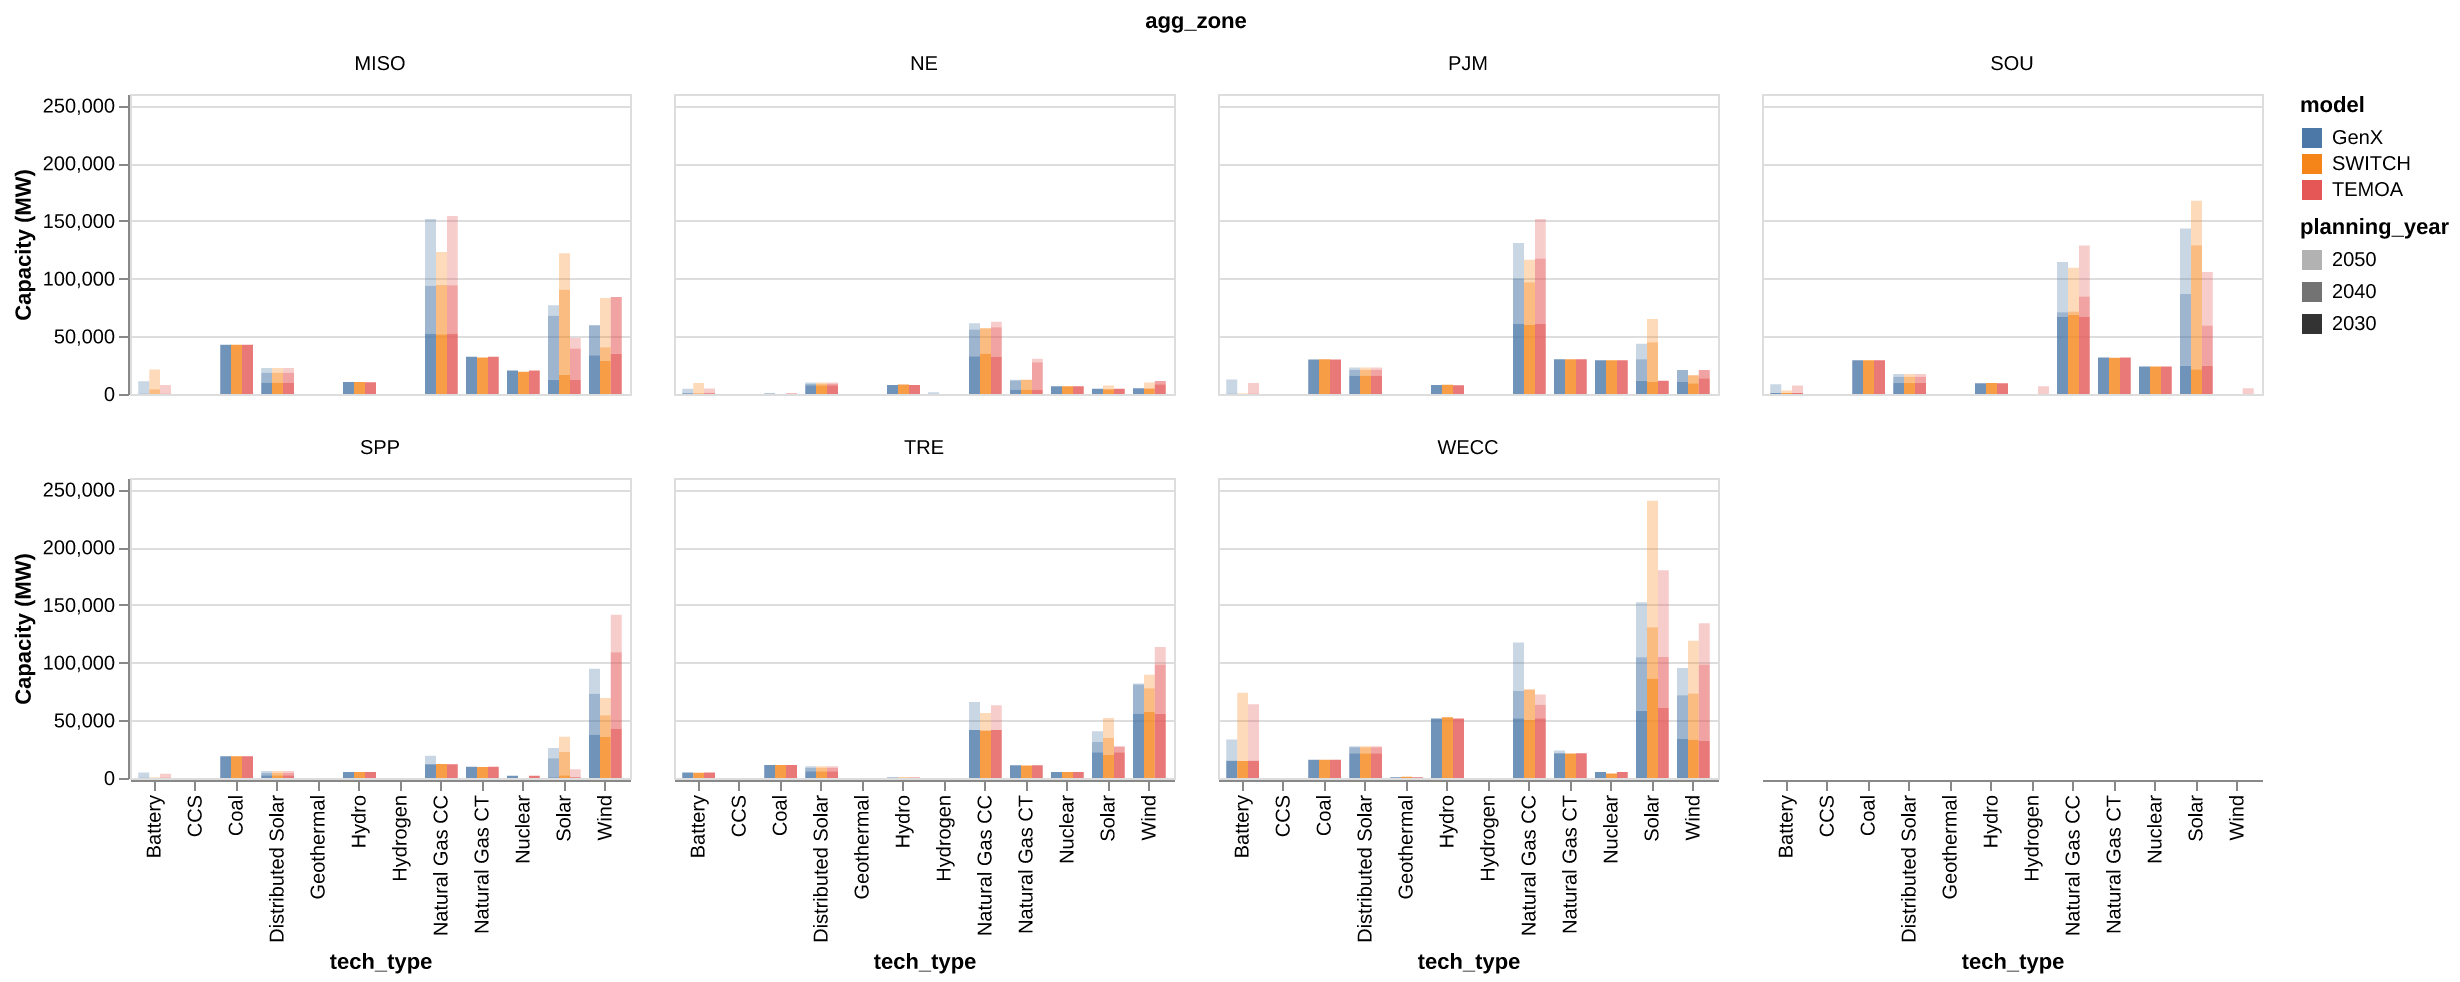 agg_zone
MISO
NE
PJM
SOU
Capacity (MW)
250,000
200,000
150,000
100,000
50,000
0
model
GenX
SWITCH
TEMOA
planning_year
2050
2040
2030
SPP
TRE
WECC
Capacity (MW)
250,000
200,000
150,000
100,000
50,000
0
Battery
CCS
Coal
Distributed Solar
Geothermal
Hydro
Hydrogen
Natural Gas CC
Natural Gas CT
Nuclear
Solar
Wind
Battery
CCS
Coal
Distributed Solar
Geothermal
Hydro
Hydrogen
Natural Gas CC
Natural Gas CT
Nuclear
Solar
Wind
Battery
CCS
Coal
Distributed Solar
Geothermal
Hydro
Hydrogen
Natural Gas CC
Natural Gas CT
Nuclear
Solar
Wind
Battery
CCS
Coal
Distributed Solar
Geothermal
Hydro
Hydrogen
Natural Gas CC
Natural Gas CT
Nuclear
Solar
Wind
tech_type
tech_type
tech_type
tech_type